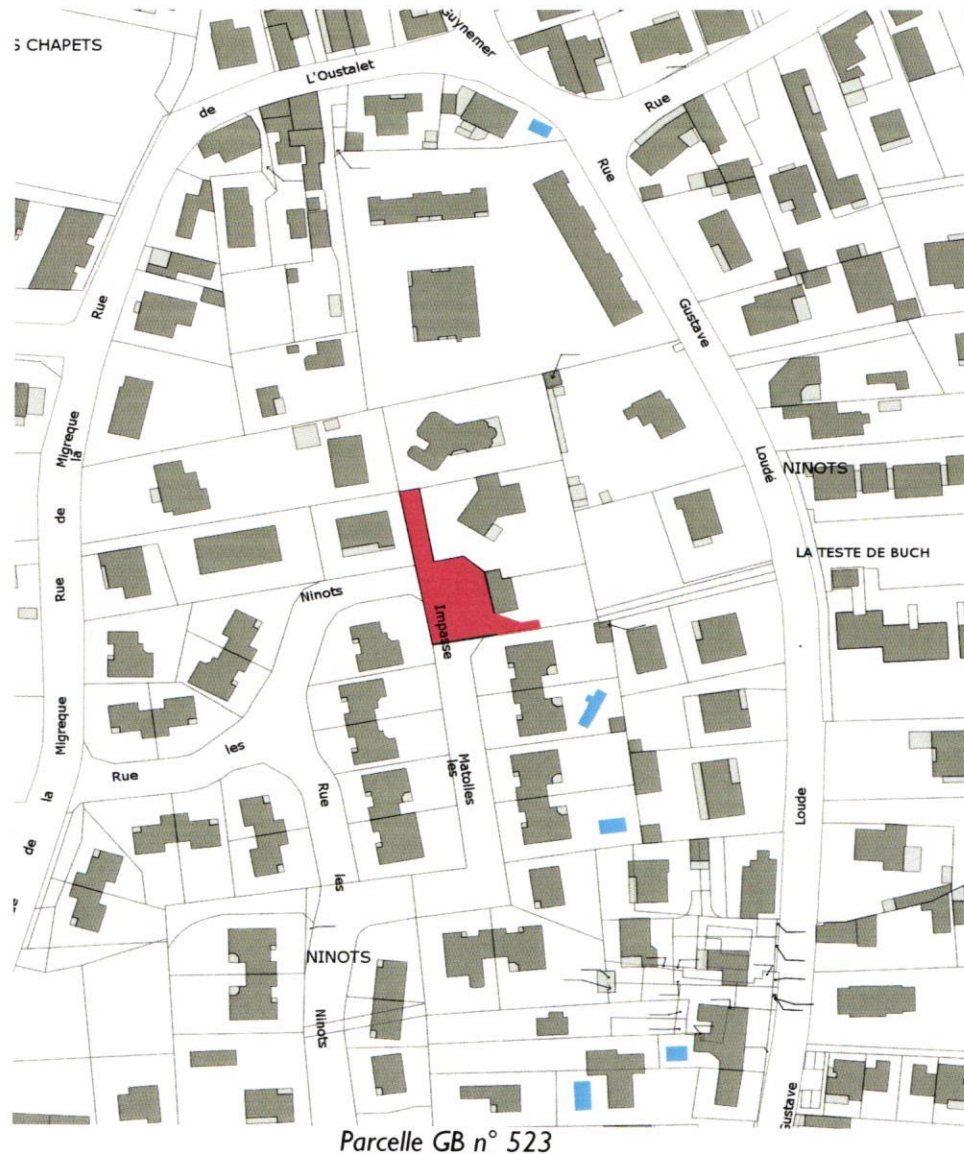 S CHAPETS
Guynemer
L'Oustalet
de
Rue
Rue
Rue
Gustave
Migreque
la
Loudé
NINOTS
de
LA TESTE DE BUCH
Rue
Ninots
Impasse
Migreque
les
Rue
Matolles
les
Rue
la
Loude
de
les
NINOTS
Ninots
Gustave
Parcelle GB n° 523